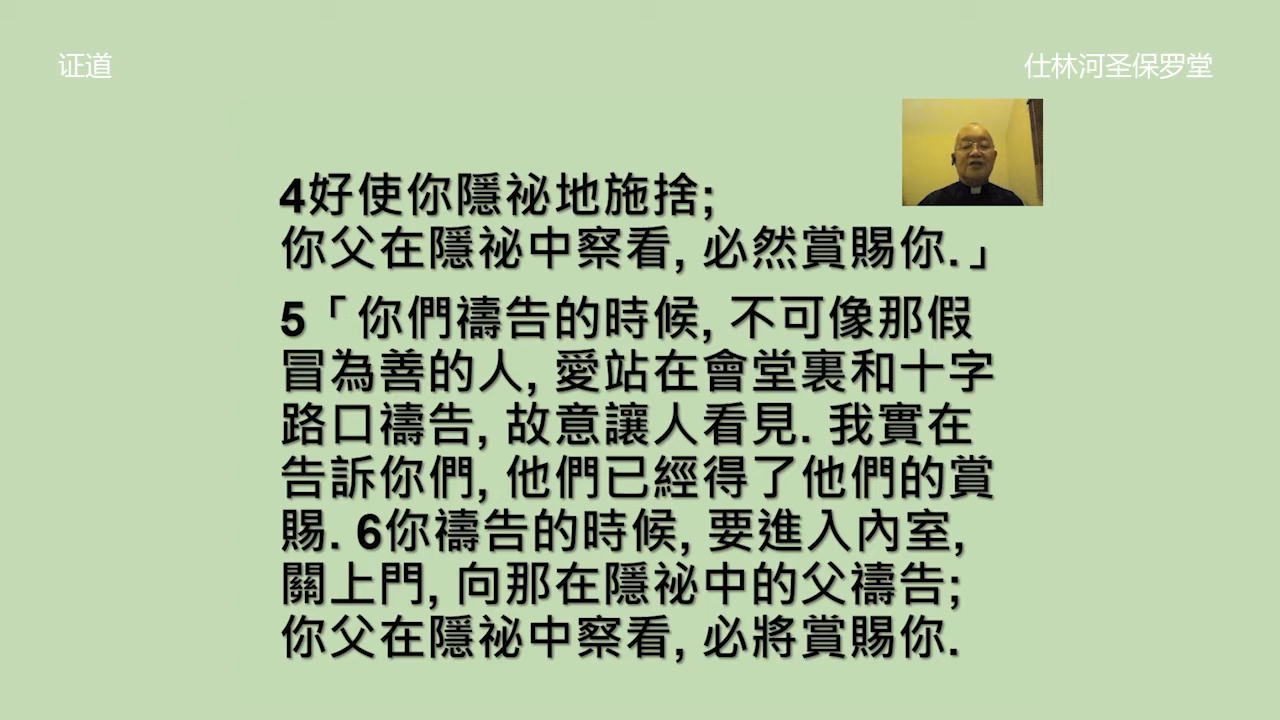 证道
仕林河圣保罗堂
4好使你隱祕地施捨;
你父在隱祕中察看, 必然賞賜你.」
5「你們禱告的時候, 不可像那假
冒為善的人, 愛站在會堂裏和十字
路口禱告, 故意讓人看見. 我實在
告訴你們, 他們已經得了他們的賞
賜. 6你禱告的時候, 要進入內室,
關上門, 向那在隱祕中的父禱告;
你父在隱祕中察看, 必將賞賜你.